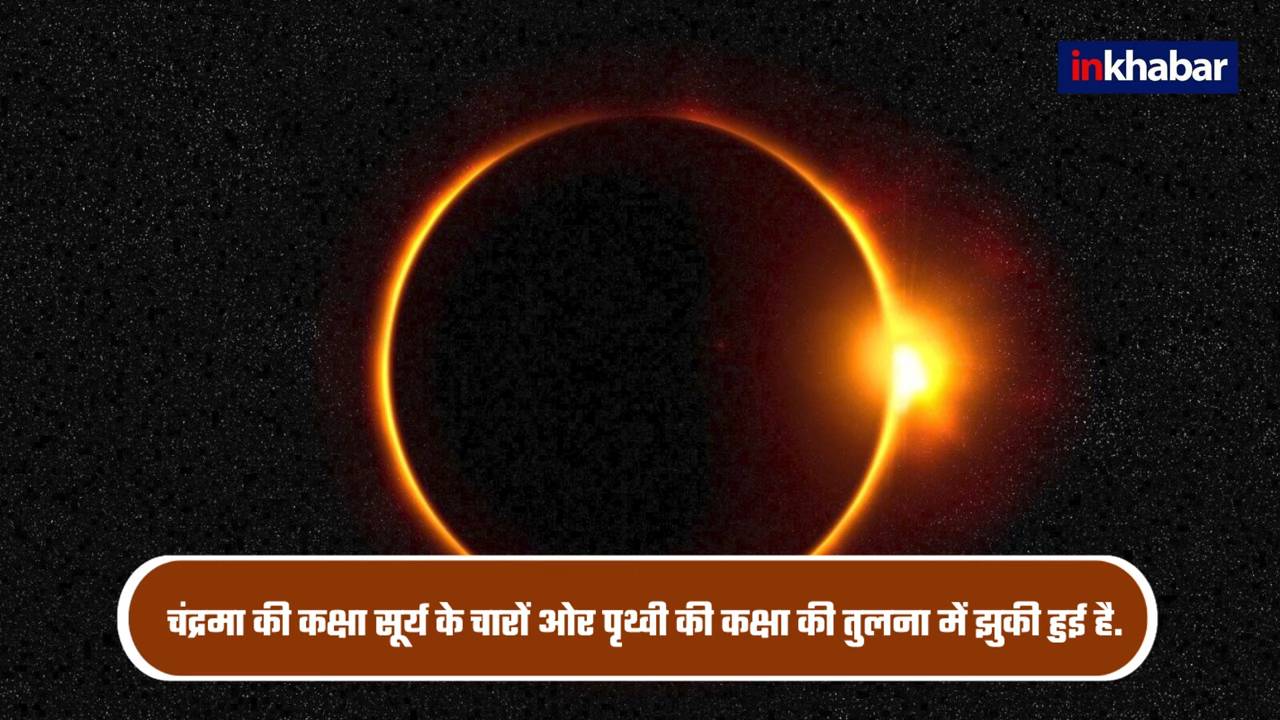 inkhabar
चंद्रमा की कक्षा सूर्य के चारों ओर पृथ्वी की कक्षा की तुलना में झुकी हुई है.